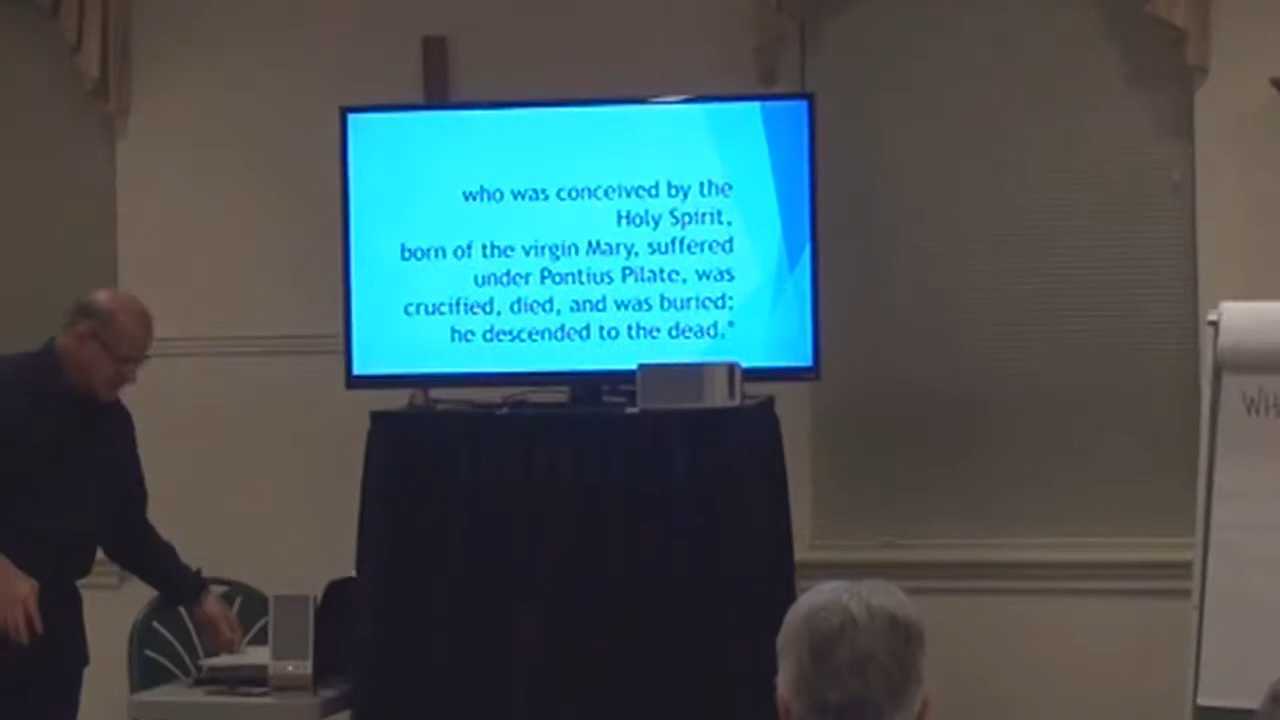 who was conceived by the
Holy Spirit,
born of the virgin Mary, suffered
under Pontius Pilate, was
crucified, died, and was buried;
he descended to the dead.*
WH